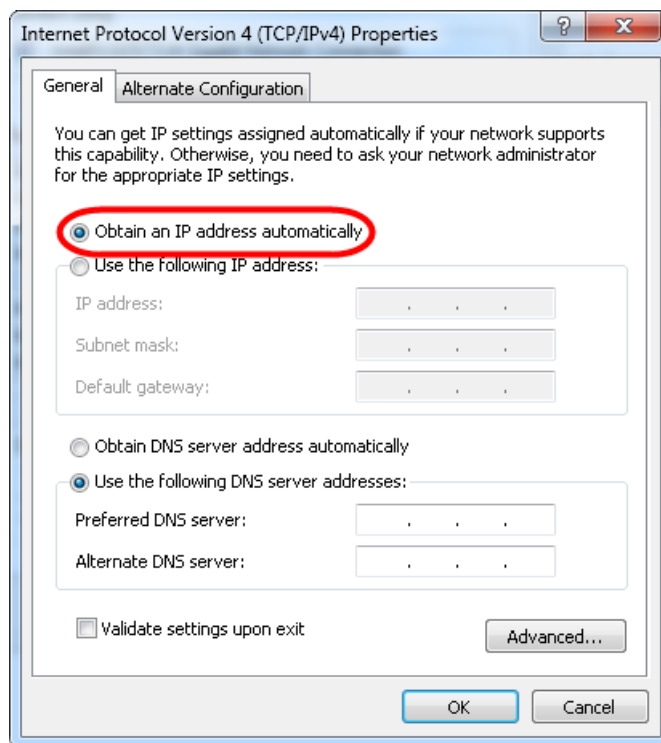 Internet Protocol Version 4 (TCP/IPv4) Properties
?
General
Alternate Configuration
You can get IP settings assigned automatically if your network supports
this capability. Otherwise, you need to ask your network administrator
for the appropriate IP settings.
Obtain an IP address automatically
Use the following IP address:
IP address:
Subnet mask:
Default gateway:
Obtain DNS server address automatically
Use the following DNS server addresses:
Preferred DNS server:
Alternate DNS server:
Validate settings upon exit
Advanced...
OK
Cancel